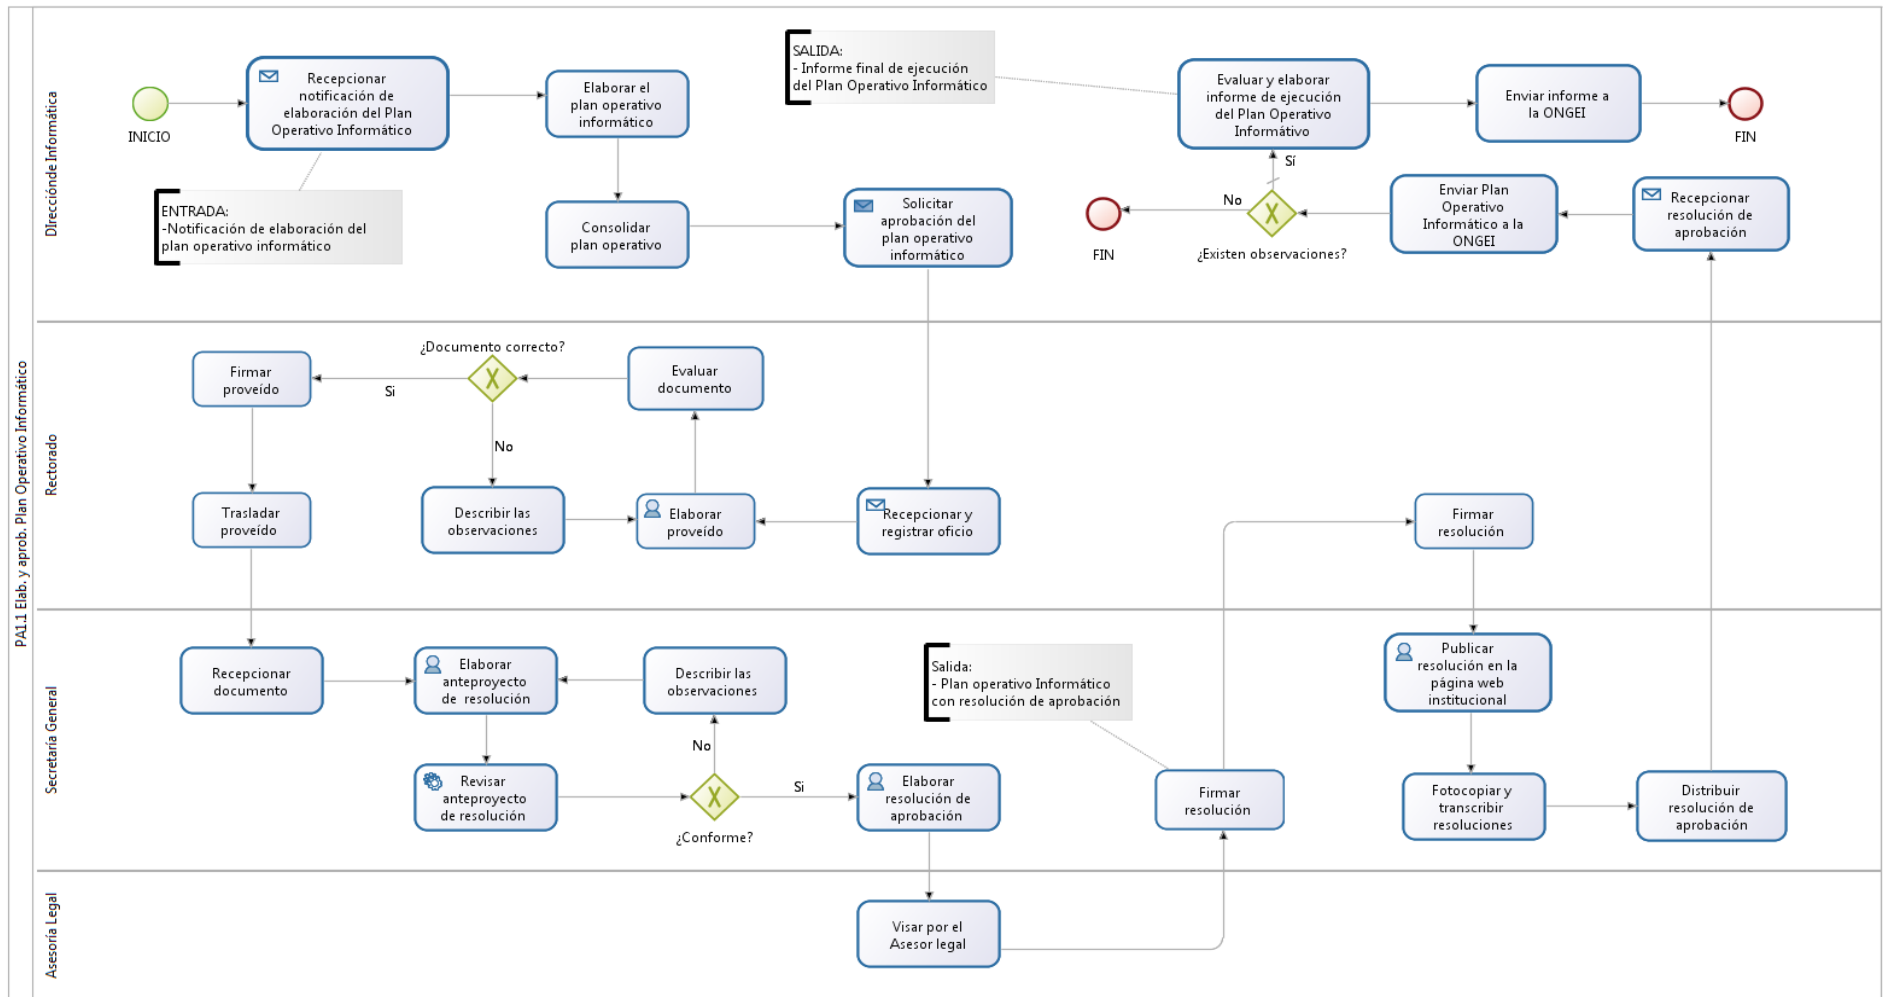 PA1.1 Elab. y aprob. Plan Operativo Informático
DIrecciónde Informática
INICIO
Recepcionar
notificación de
elaboración del Plan
Operativo Informático
ENTRADA:
-Notificación de elaboración del
plan operativo informático
Elaborar el
plan operativo
informático
Consolidar
plan operativo
SALIDA:
- Informe final de ejecución
del Plan Operativo Informático
Solicitar
aprobación del
plan operativo
informático
Evaluar y elaborar
informe de ejecución
del Plan Operativo
Informátivo
Enviar informe a
la ONGEI
FIN
Sí
No
FIN
¿Existen observaciones?
Enviar Plan
Operativo
Informático a la
ONGEI
Recepcionar
resolución de
aprobación
Rectorado
Firmar
proveído
Si
¿Documento correcto?
No
Evaluar
documento
Trasladar
proveído
Describir las
observaciones
Elaborar
proveído
Recepcionar y
registrar oficio
Firmar
resolución
Secretaría General
Recepcionar
documento
Elaborar
anteproyecto
de resolución
Describir las
observaciones
Salida:
- Plan operativo Informático
con resolución de aprobación
Publicar
resolución en la
página web
institucional
Revisar
anteproyecto
de resolución
No
Si
¿Conforme?
Elaborar
resolución de
aprobación
Firmar
resolución
Fotocopiar y
transcribir
resoluciones
Distribuir
resolución de
aprobación
Asesoría Legal
Visar por el
Asesor legal